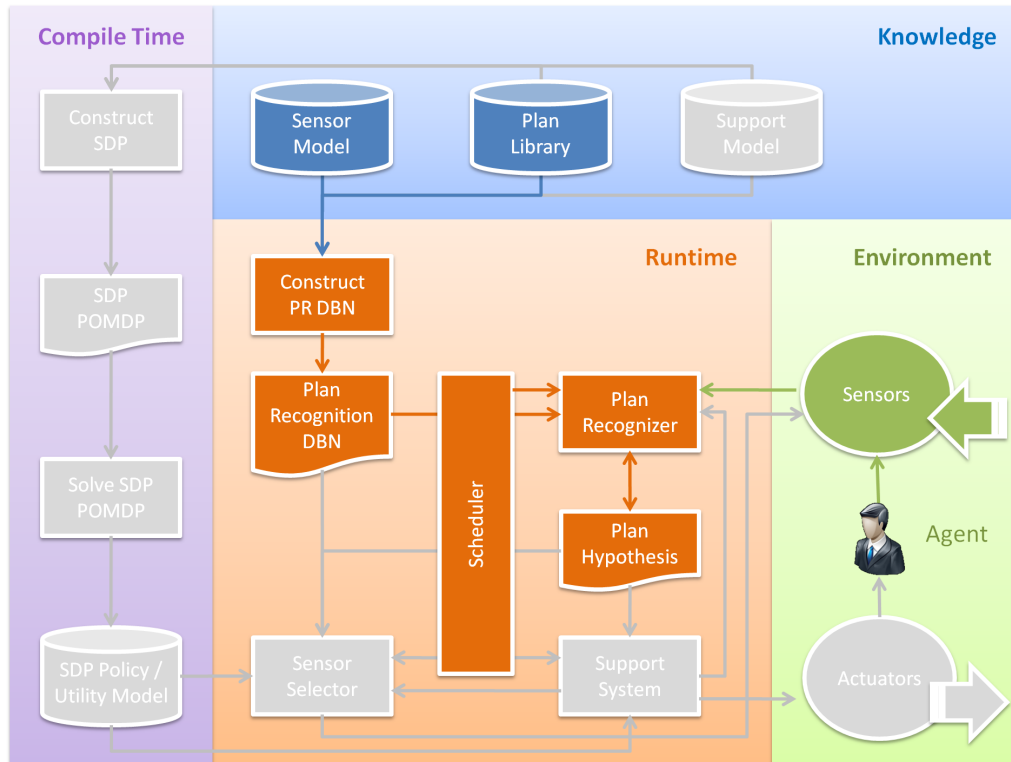 Compile Time
Knowledge
Construct
SDP
Sensor
Model
Plan
Library
Support
Model
Runtime
Environment
Construct
PR DBN
SDP
POMDP
Plan
Recognition
DBN
Scheduler
Plan
Recognizer
Sensors
Solve SDP
POMDP
Plan
Hypothesis
Agent
SDP Policy /
Utility Model
Sensor
Selector
Support
System
Actuators